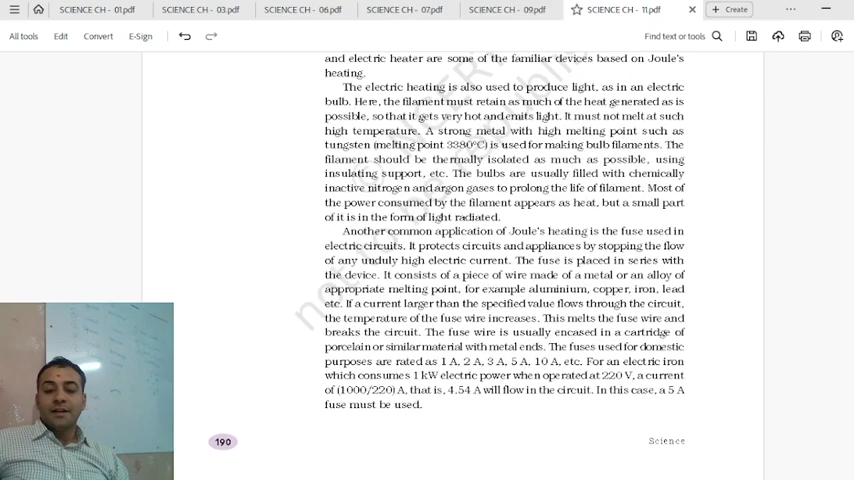 SCIENCE CH - 01.pdf
SCIENCE CH - 03.pdf
SCIENCE CH - 06.pdf
SCIENCE CH - 07.pdf
SCIENCE CH - 09.pdf
SCIENCE CH - 11.pdf
Create
All tools
Edit
Convert
E-Sign
Find text or tools
and electric heater are some of the familiar devices based on Joule's
heating.
The electric heating is also used to produce light, as in an electric
bulb. Here, the filament must retain as much of the heat generated as is
possible, so that it gets very hot and emits light. It must not melt at such
high temperature. A strong metal with high melting point such as
tungsten (melting point 3380°C) is used for making bulb filaments. The
filament should be thermally isolated as much as possible, using
insulating support, etc. The bulbs are usually filled with chemically
inactive nitrogen and argon gases to prolong the life of filament. Most of
the power consumed by the filament appears as heat, but a small part
of it is in the form of light radiated.
Another common application of Joule's heating is the fuse used in
electric circuits. It protects circuits and appliances by stopping the flow
of any unduly high electric current. The fuse is placed in series with
the device. It consists of a piece of wire made of a metal or an alloy of
appropriate melting point, for example aluminium, copper, iron, lead
etc. If a current larger than the specified value flows through the circuit,
the temperature of the fuse wire increases. This melts the fuse wire and
breaks the circuit. The fuse wire is usually encased in a cartridge of
porcelain or similar material with metal ends. The fuses used for domestic
purposes are rated as 1 A, 2 A, 3 A, 5 A, 10 A, etc. For an electric iron
which consumes 1 kW electric power when operated at 220 V, a current
of (1000/220) A, that is, 4.54 A will flow in the circuit. In this case, a 5 A
fuse must be used.
190
Science